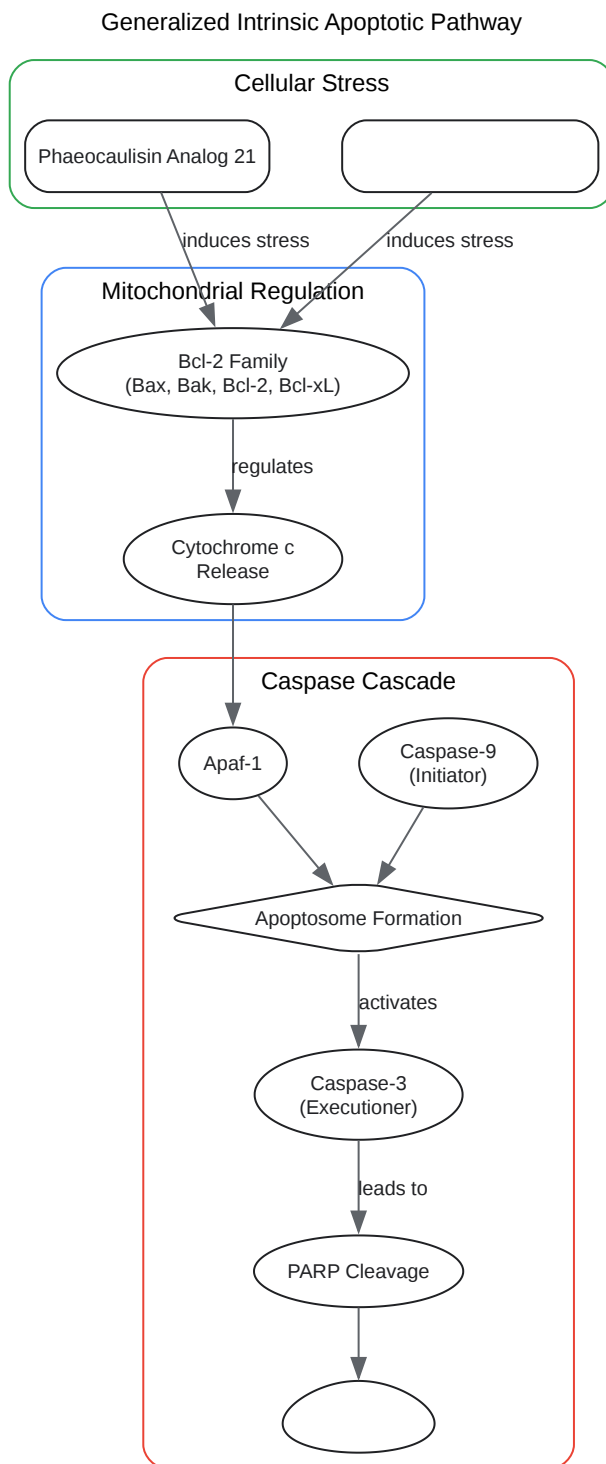 Generalized Intrinsic Apoptotic Pathway
Cellular Stress
Phaeocaulisin Analog 21
induces stress
induces stress
Mitochondrial Regulation
Bcl-2 Family
(Bax, Bak, Bcl-2, Bcl-xL)
regulates
Cytochrome c
Release
Caspase Cascade
Apaf-1
Caspase-9
(Initiator)
Apoptosome Formation
activates
Caspase-3
(Executioner)
leads to
PARP Cleavage